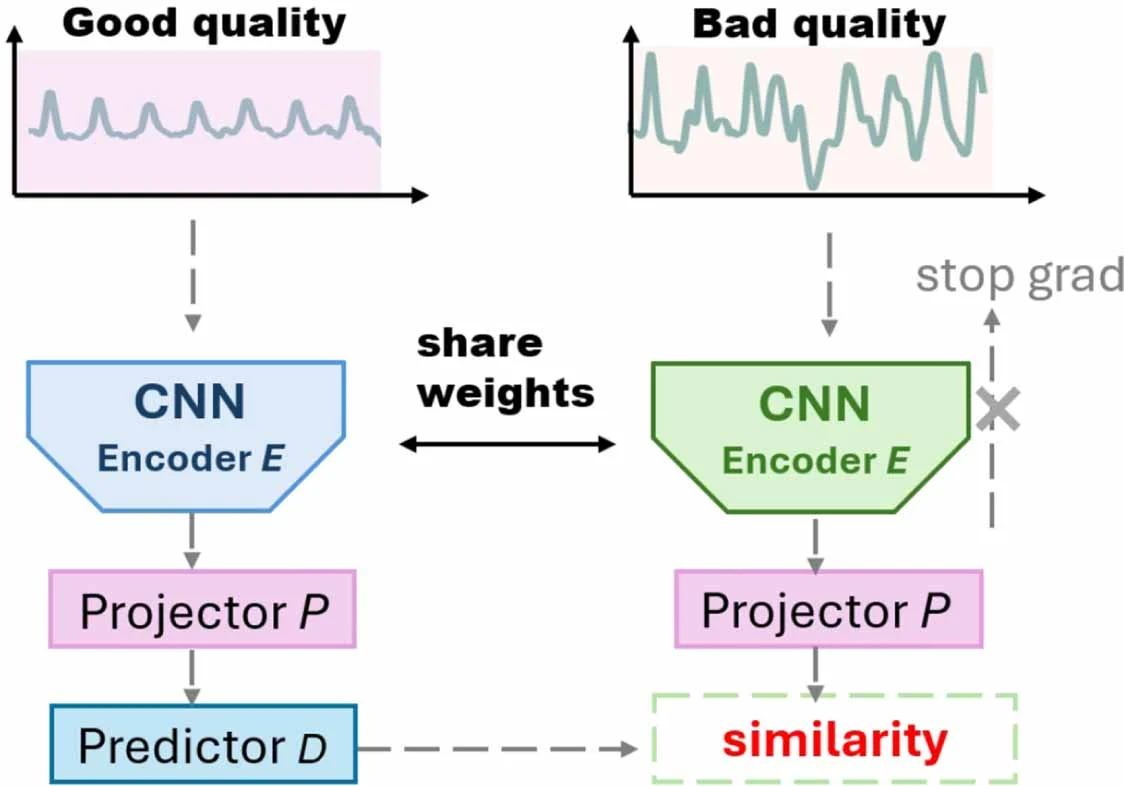 Good quality
Bad quality
stop grad
share
weights
CNN
Encoder E
CNN
Encoder E
Projector P
Projector P
Predictor D
similarity